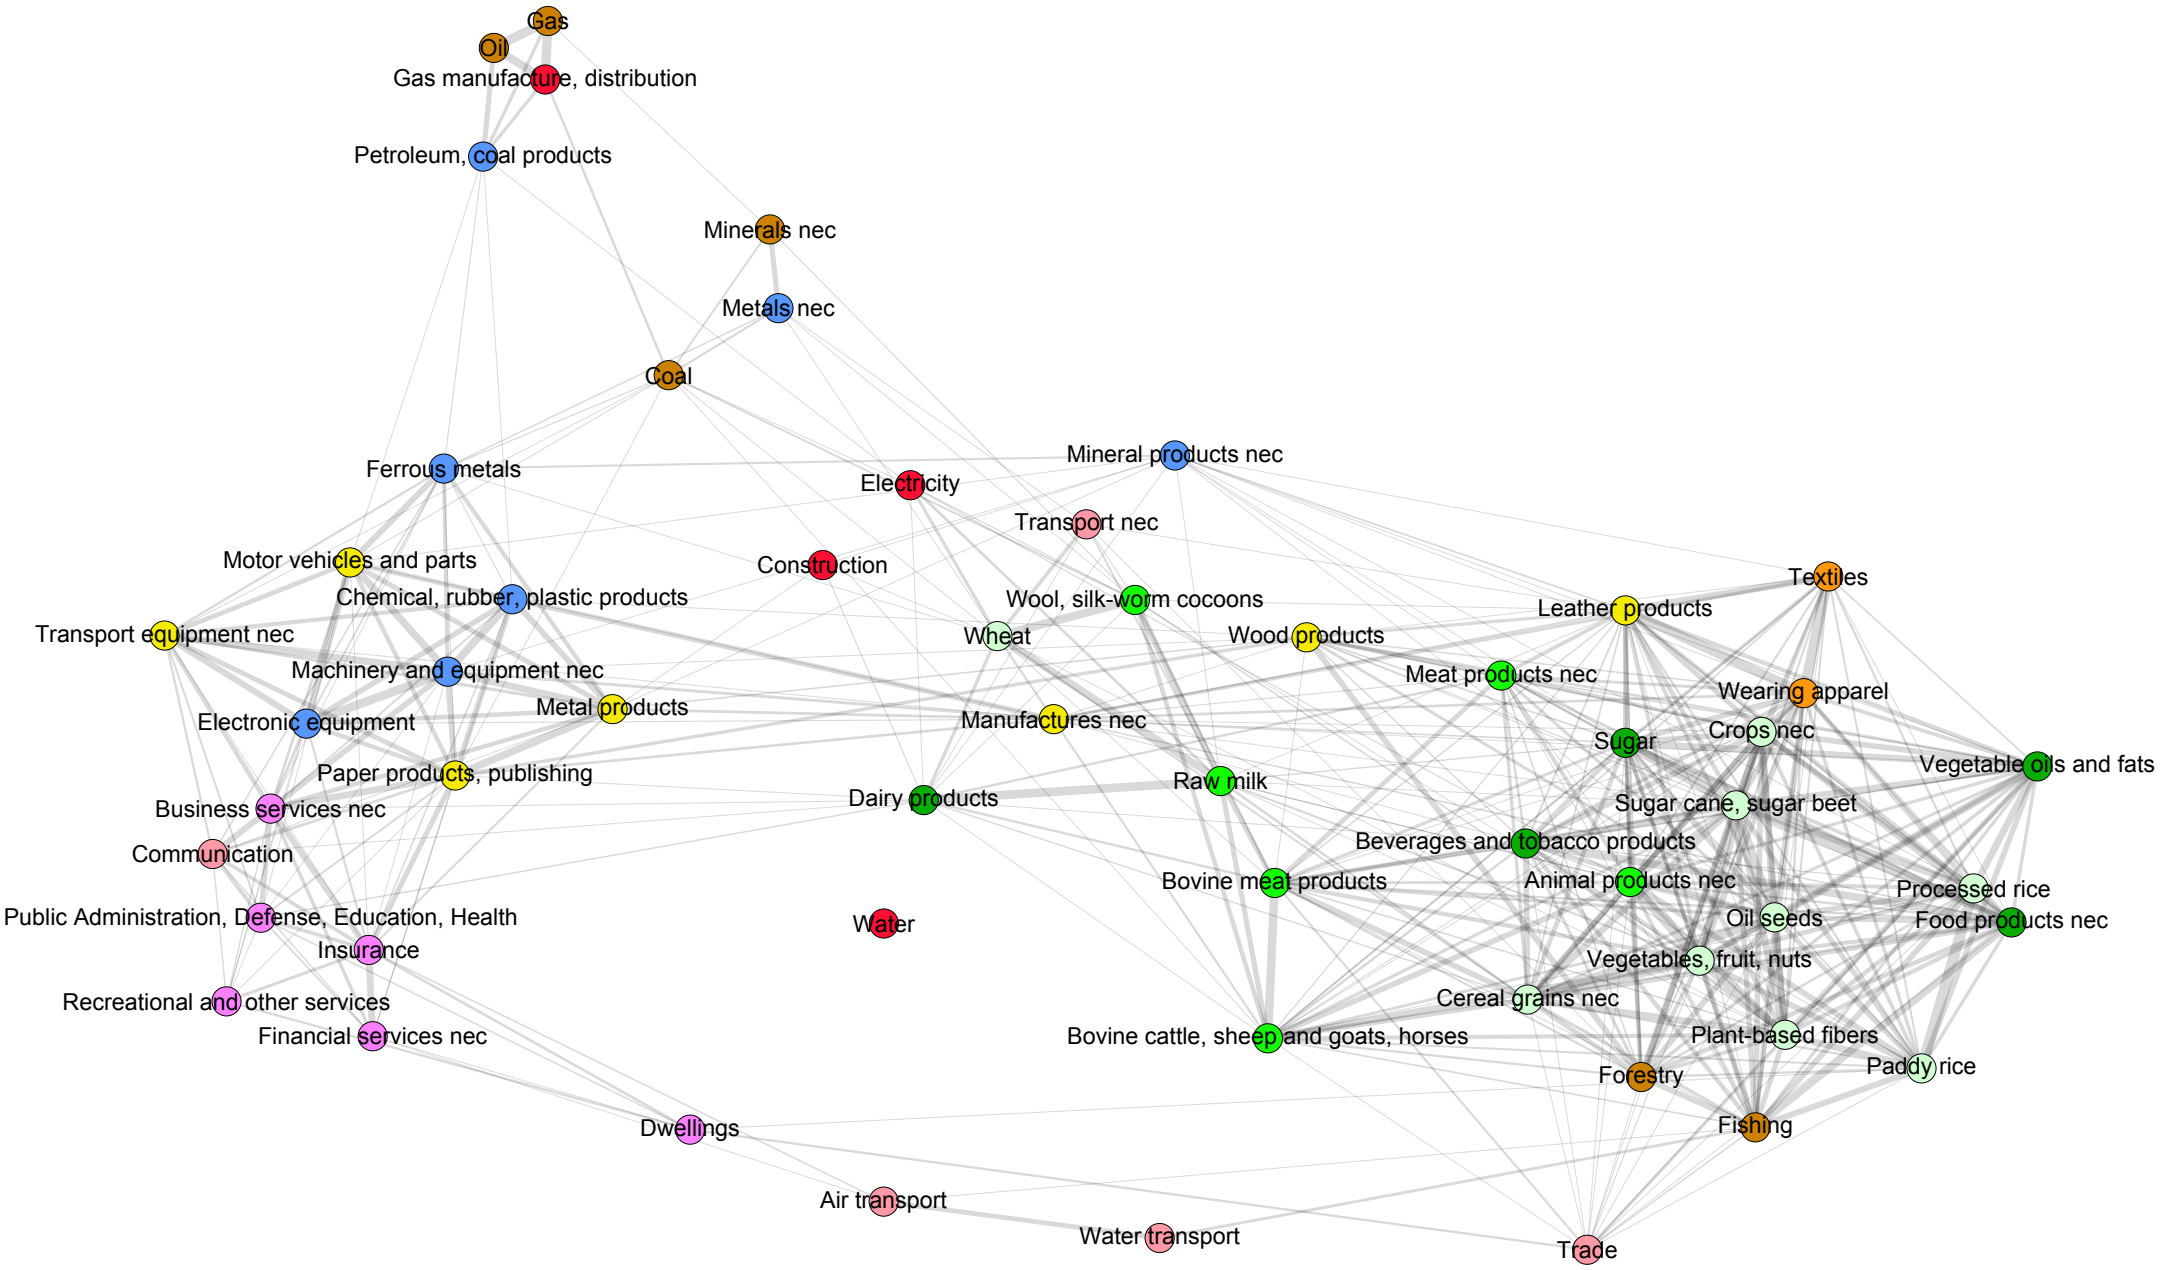 Gas
Oil
Gas manufacture, distribution
Petroleum, coal products
Minerals nec
Metals nec
Coal
Mineral products nec
Ferrous metals
Electricity
Transport nec
Motor vehicles and parts
Construction
Textiles
Chemical, rubber, plastic products
Wool, silk-worm cocoons
Leather products
Transport equipment nec
Wheat
Wood products
Machinery and equipment nec
Meat products nec
Wearing apparel
Electronic equipment
Metal products
Manufactures nec
Crops nec
Sugar
Vegetable oils and fats
Paper products, publishing
Raw milk
Dairy products
Sugar cane, sugar beet
Business services nec
Beverages and tobacco products
Communication
Bovine meat products
Animal products nec
Processed rice
Public Administration, Defense, Education, Health
Water
Oil seeds
Food products nec
Insurance
Vegetables, fruit, nuts
Recreational and other services
Cereal grains nec
Financial services nec
Bovine cattle, sheep and goats, horses
Plant-based fibers
Paddy rice
Forestry
Dwellings
Fishing
Air transport
Water transport
Trade